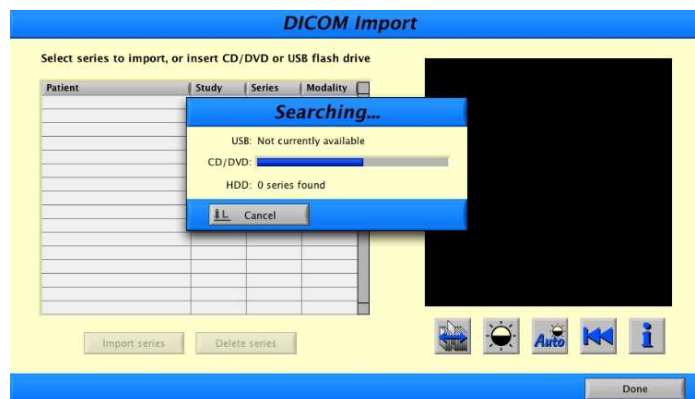 DICOM Import
Select series to import, or insert CD/DVD or USB flash drive
Patient Study Series Modality
Searching...
USB: Not currently available
CD/DVD:
HDD: 0 series found
Cancel
Import series Delete series
Auto i
Done